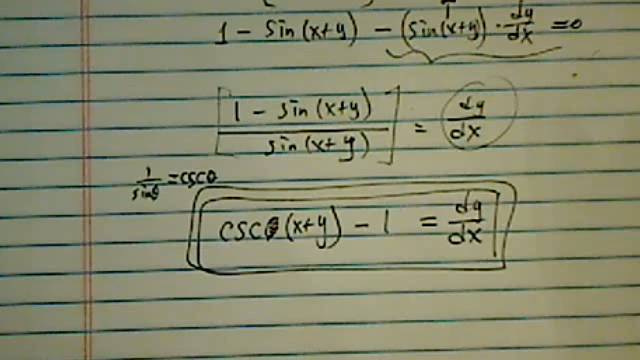 1 - sin(x+y) - (sin(x+y)) · dy/dx = 0
[1 - sin(x+y) / sin(x+y)] = dy/dx
1/sinθ = cscθ
csc(x+y) - 1 = dy/dx